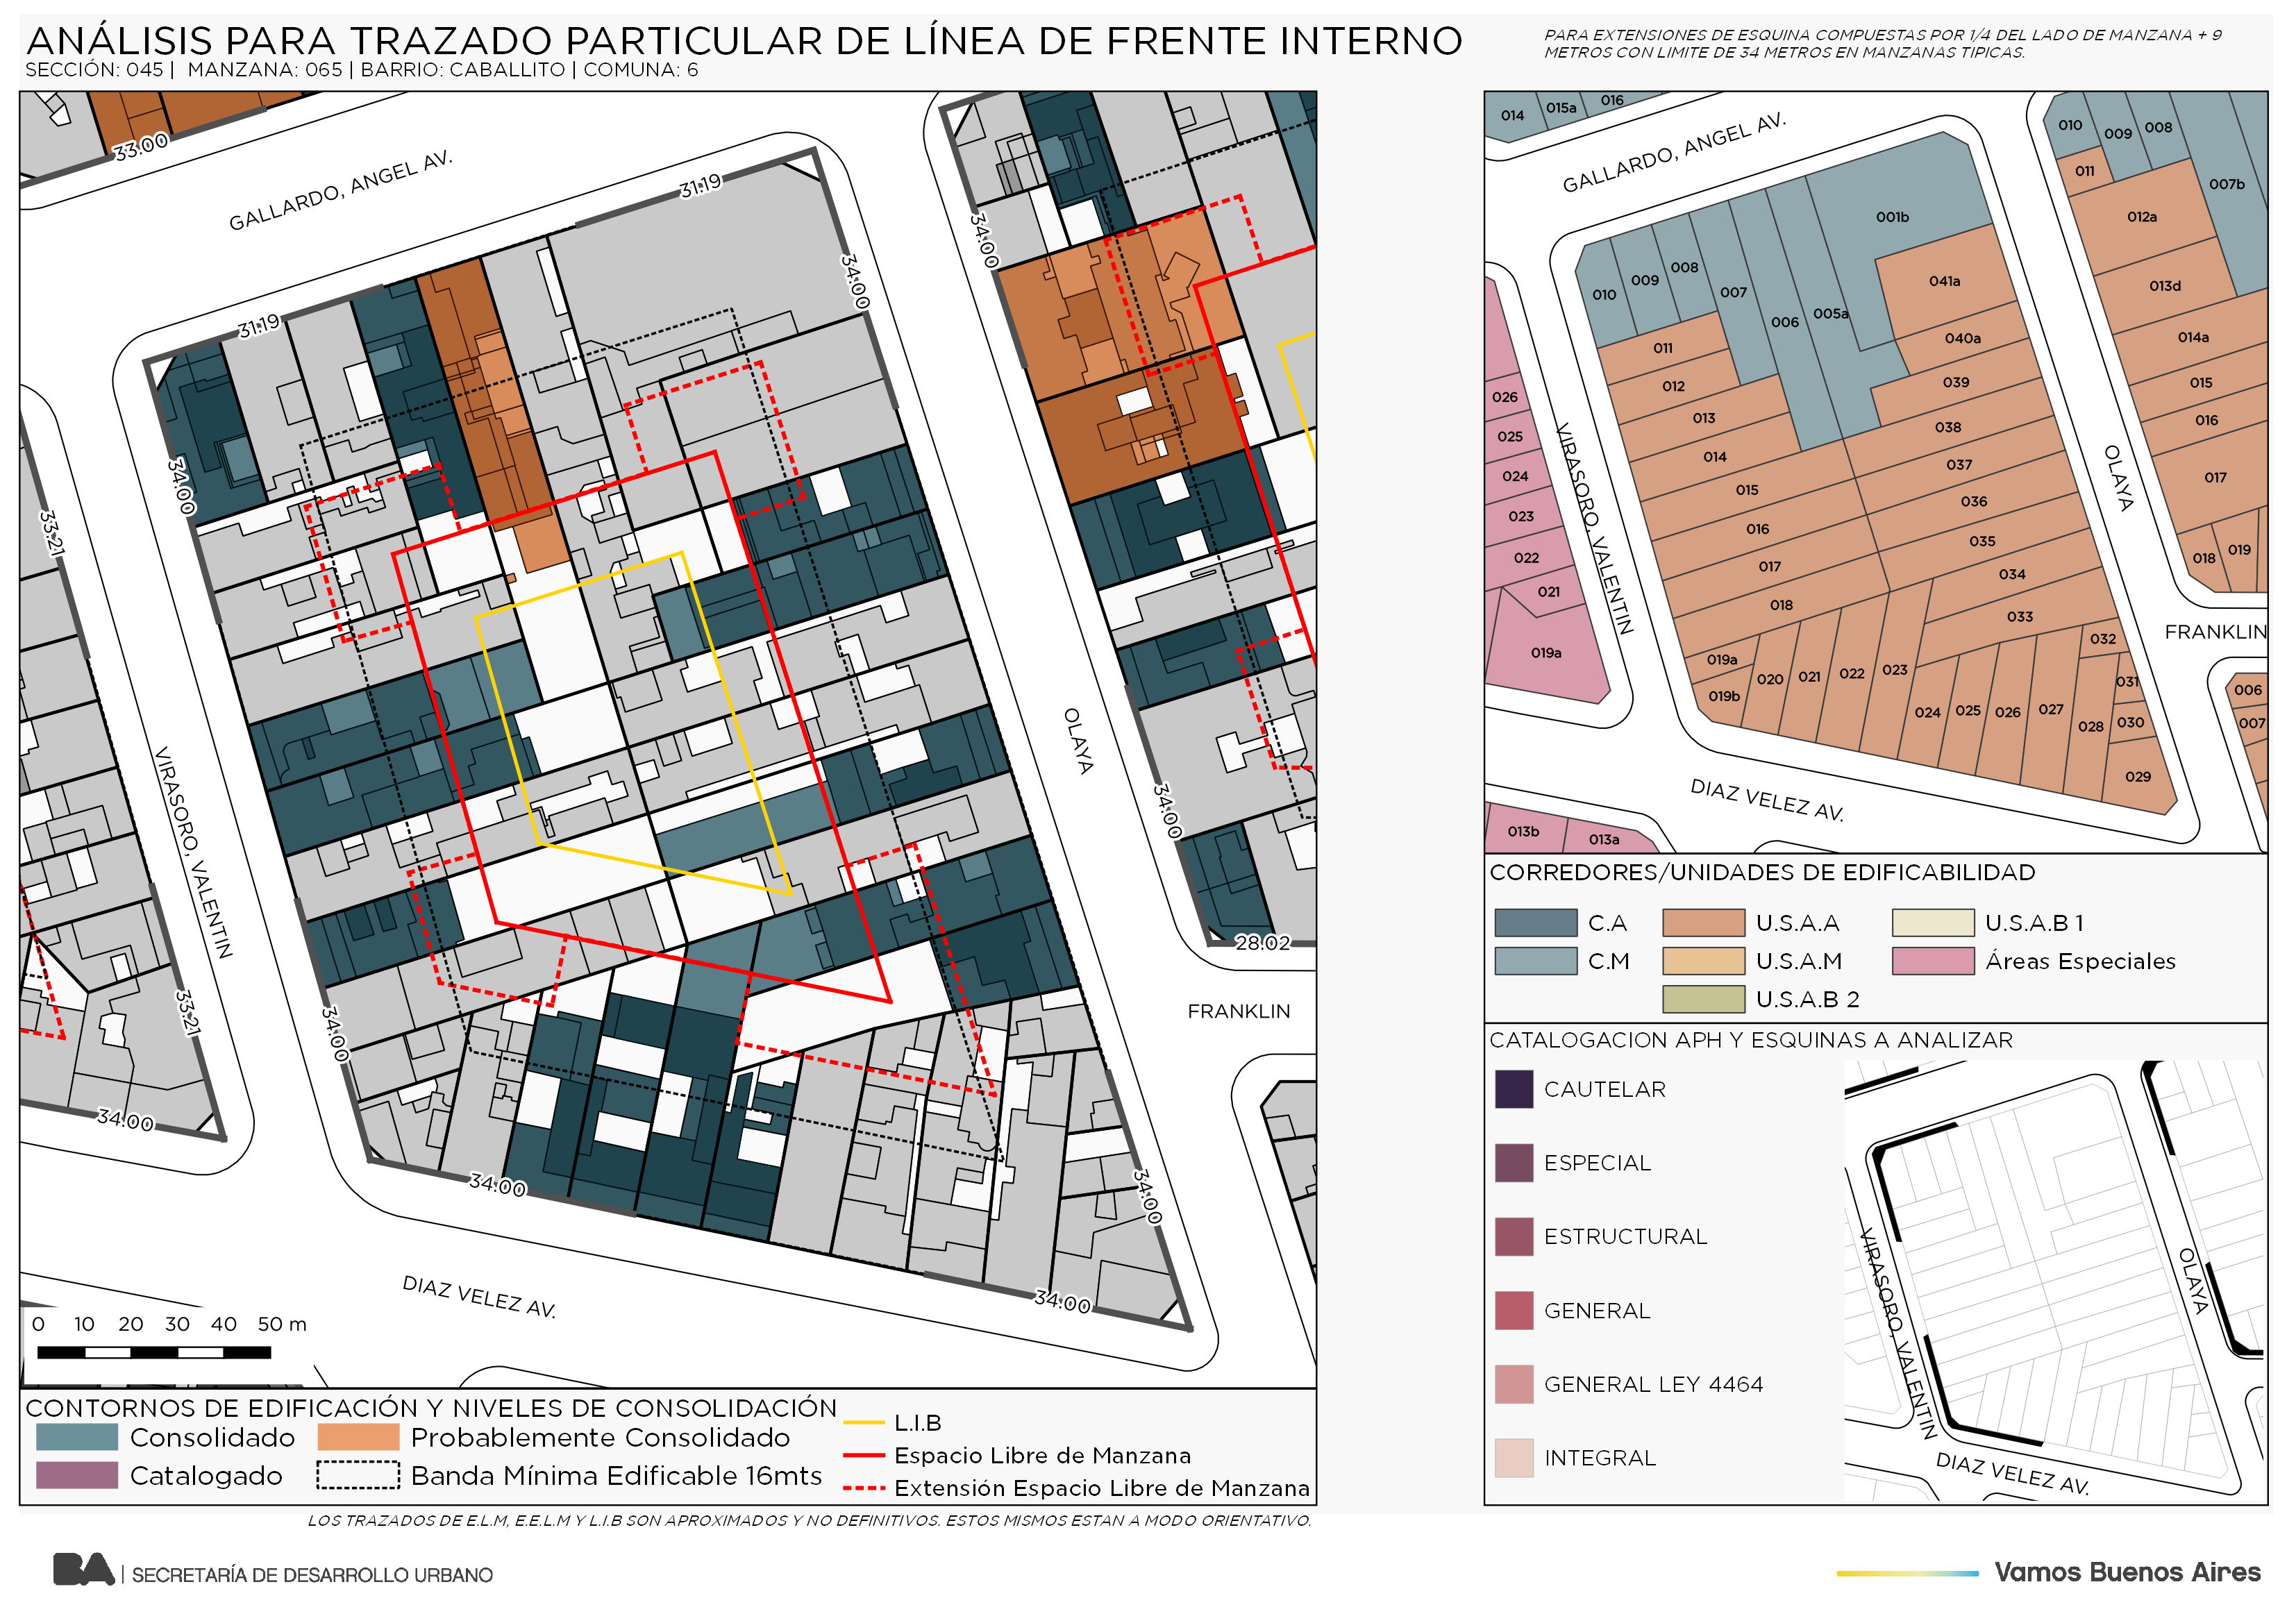 ANÁLISIS PARA TRAZADO PARTICULAR DE LÍNEA DE FRENTE INTERNO
SECCIÓN: 045 | MANZANA: 065 | BARRIO: CABALLITO | COMUNA: 6
PARA EXTENSIONES DE ESQUINA COMPUESTAS POR 1/4 DEL LADO DE MANZANA + 9
METROS CON LIMITE DE 34 METROS EN MANZANAS TIPICAS.
33.00
GALLARDO, ANGEL AV.
31.19
31.19
34.00
34.00
34.00
33.21
VIRASORO, VALENTIN
OLAYA
34.00
33.21
34.00
34.00
28.02
FRANKLIN
34.00
34.00
34.00
DIAZ VELEZ AV.
0 10 20 30 40 50 m
CONTORNOS DE EDIFICACIÓN Y NIVELES DE CONSOLIDACIÓN
Consolidado
Probablemente Consolidado
Catalogado
Banda Mínima Edificable 16mts
L.I.B
Espacio Libre de Manzana
Extensión Espacio Libre de Manzana
LOS TRAZADOS DE E.L.M, E.E.L.M Y L.I.B SON APROXIMADOS Y NO DEFINITIVOS. ESTOS MISMOS ESTAN A MODO ORIENTATIVO.
014
015a
016
GALLARDO, ANGEL AV.
010
009
008
007b
011
012a
013d
014a
015
016
017
018
019
001b
041a
040a
039
038
037
036
035
034
033
032
031
030
029
028
027
026
025
024
023
022
021
020
019b
019a
018
017
016
015
014
013
012
011
010
009
008
007
006
005a
026
025
024
023
022
021
019a
VIRASORO, VALENTIN
OLAYA
FRANKLIN
006
007
DIAZ VELEZ AV.
013b
013a
CORREDORES/UNIDADES DE EDIFICABILIDAD
C.A
U.S.A.A
U.S.A.B 1
C.M
U.S.A.M
Áreas Especiales
U.S.A.B 2
CATALOGACION APH Y ESQUINAS A ANALIZAR
CAUTELAR
ESPECIAL
ESTRUCTURAL
GENERAL
GENERAL LEY 4464
INTEGRAL
VIRASORO, VALENTIN
OLAYA
DIAZ VELEZ AV.
BA | SECRETARÍA DE DESARROLLO URBANO
Vamos Buenos Aires